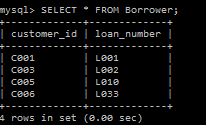 mysql> SELECT * FROM Borrower;
+-------------+-------------+
| customer_id | loan_number |
+-------------+-------------+
| C001 | L001 |
| C003 | L002 |
| C005 | L010 |
| C006 | L033 |
+-------------+-------------+
4 rows in set (0.00 sec)